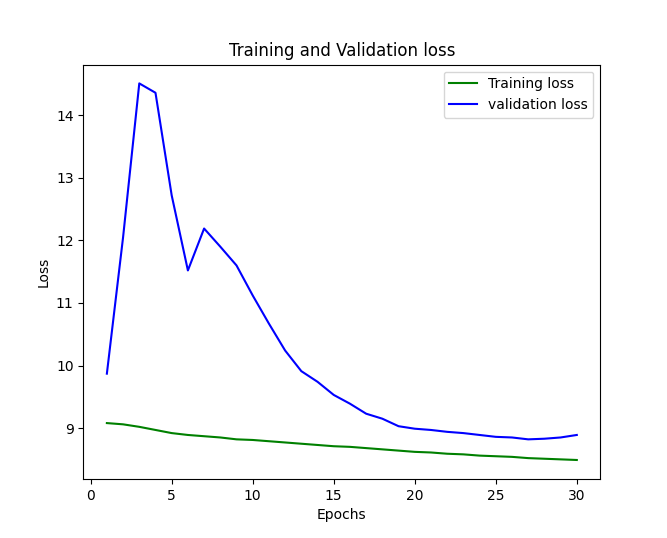 Training and Validation loss
Training loss
validation loss
14
13
12
11
10
9
Loss
0 5 10 15 20 25 30
Epochs